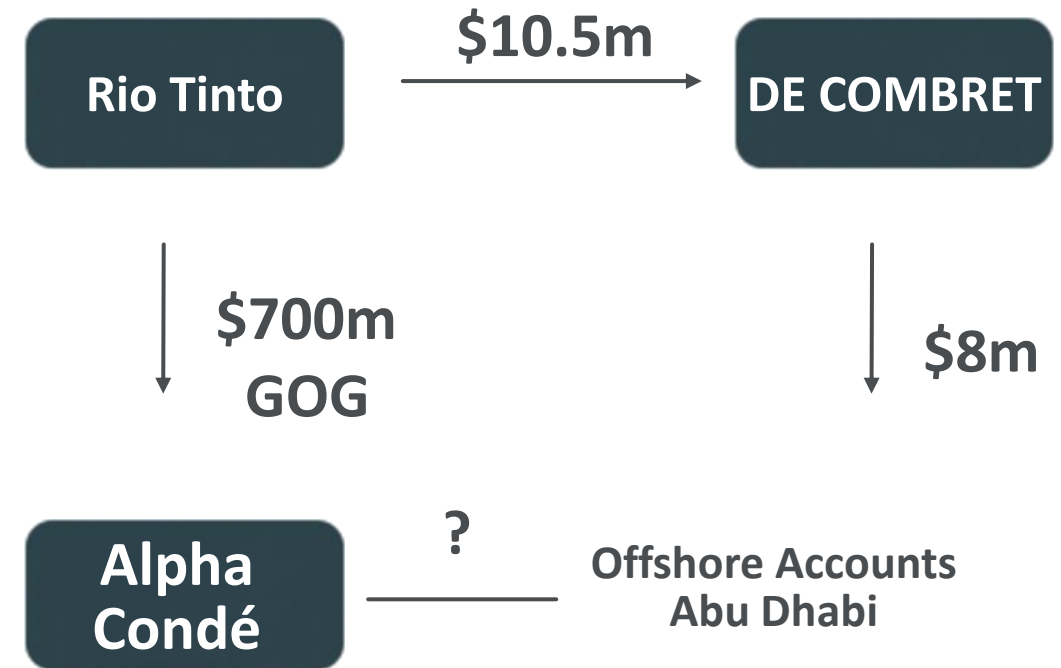 Rio Tinto
$10.5m
DE COMBRET
$700m
GOG
$8m
Alpha
Condé
?
Offshore Accounts
Abu Dhabi